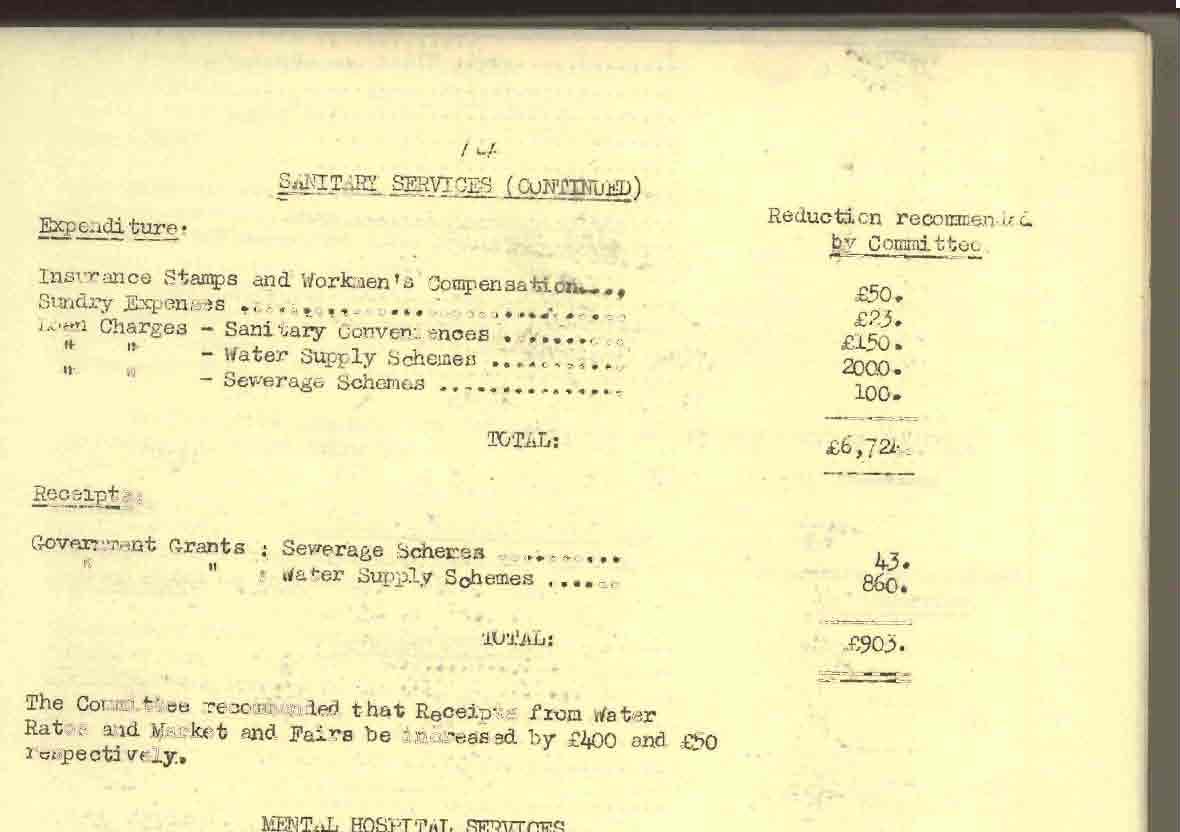 SANITARY SERVICES (CONTINUED)
Expenditure:
Reduction recommended
by Committee.
Insurance Stamps and Workmen's Compensation.....
£50.
Sundry Expenses ..............................
£23.
Loan Charges - Sanitary Conveniences ..........
£150.
" " - Water Supply Schemes ...........
2000.
" " - Sewerage Schemes ................
100.
TOTAL:
£6,724.
Receipts:
Government Grants : Sewerage Schemes ..........
43.
" " : Water Supply Schemes ......
860.
TOTAL:
£903.
The Committee recommended that Receipts from Water
Rates and Market and Fairs be increased by £400 and £50
respectively.
MENTAL HOSPITAL SERVICES